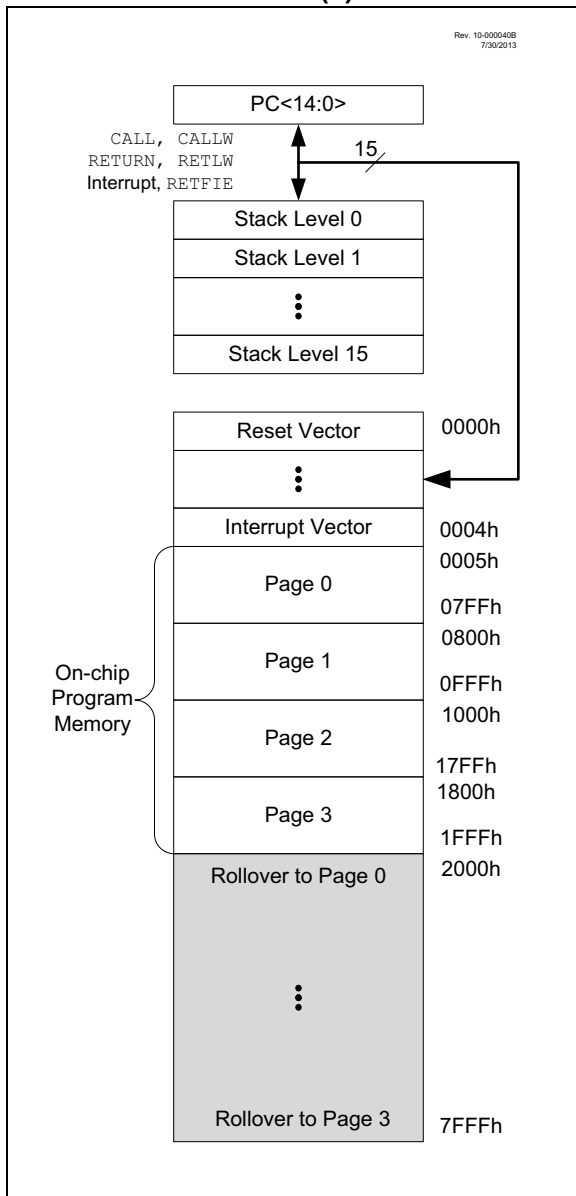 Rev. 10-000040B
7/30/2013
PC<14:0>
CALL, CALLW
RETURN, RETLW
Interrupt, RETFIE
15
Stack Level 0
Stack Level 1
Stack Level 15
Reset Vector
0000h
Interrupt Vector
0004h
0005h
Page 0
07FFh
0800h
Page 1
0FFFh
On-chip
Program
Memory
1000h
Page 2
17FFh
1800h
Page 3
1FFFh
Rollover to Page 0
2000h
Rollover to Page 3
7FFFh